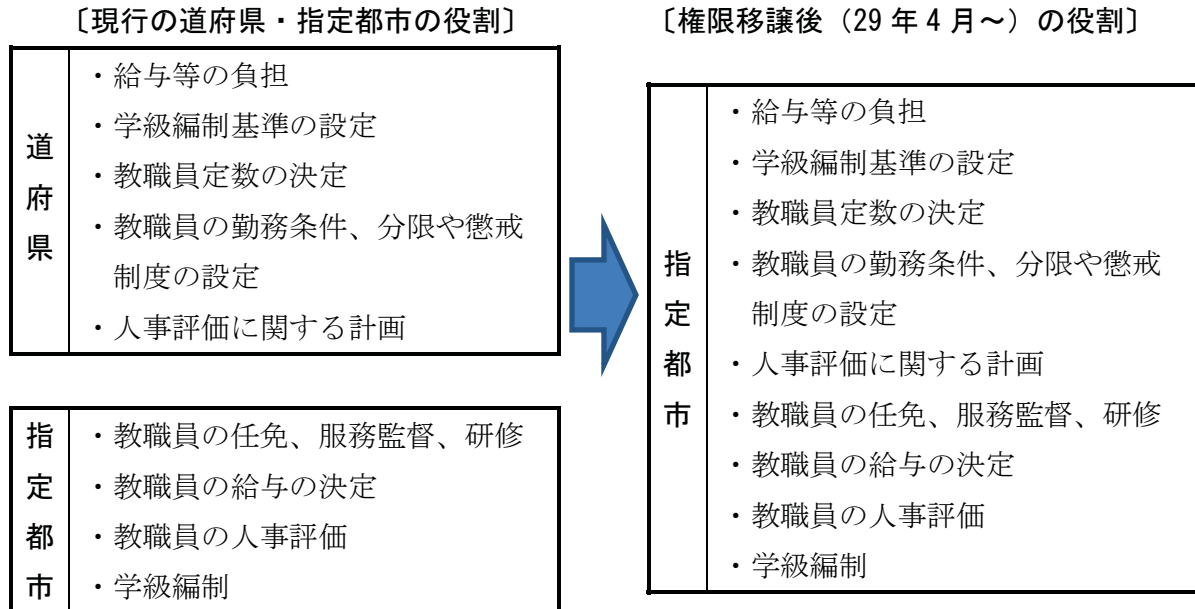 〔現行の道府県・指定都市の役割〕
道府県
・給与等の負担
・学級編制基準の設定
・教職員定数の決定
・教職員の勤務条件、分限や懲戒
制度の設定
・人事評価に関する計画
指定都市
・教職員の任免、服務監督、研修
・教職員の給与の決定
・教職員の人事評価
・学級編制
〔権限移譲後（29年4月～）の役割〕
指定都市
・給与等の負担
・学級編制基準の設定
・教職員定数の決定
・教職員の勤務条件、分限や懲戒
制度の設定
・人事評価に関する計画
・教職員の任免、服務監督、研修
・教職員の給与の決定
・教職員の人事評価
・学級編制